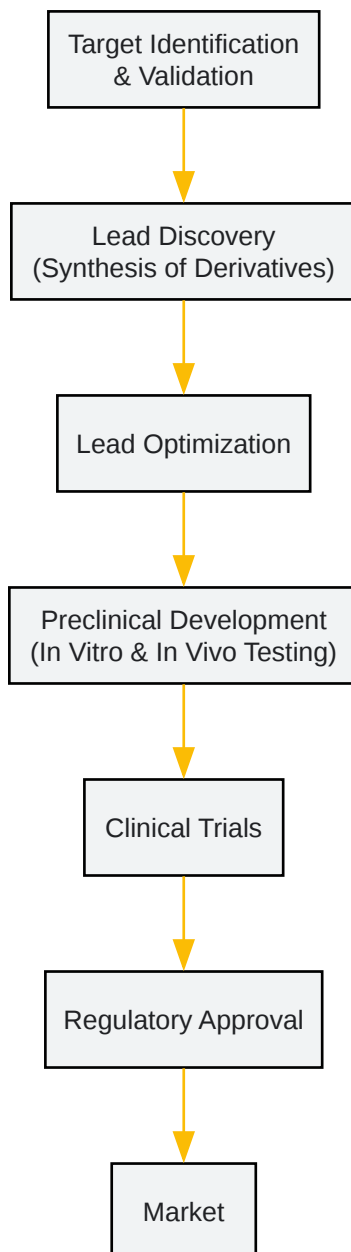 Target Identification
& Validation
Lead Discovery
(Synthesis of Derivatives)
Lead Optimization
Preclinical Development
(In Vitro & In Vivo Testing)
Clinical Trials
Regulatory Approval
Market